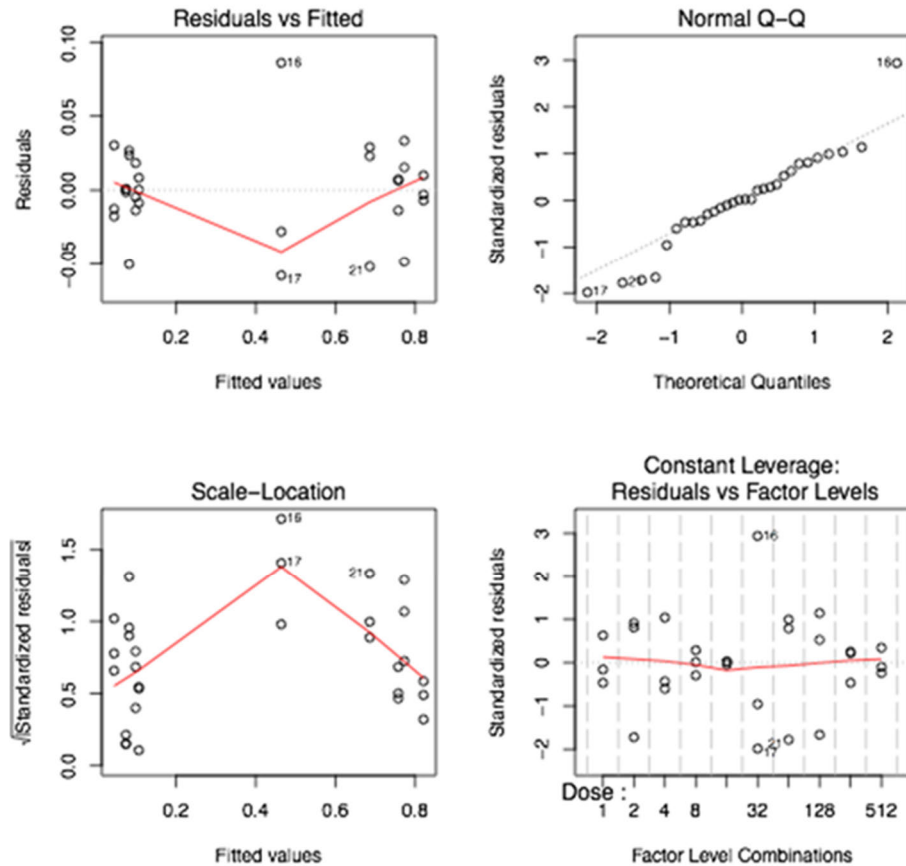 Residuals vs Fitted
0.10
0.05
0.00
−0.05
Residuals
16
17
21
0.2 0.4 0.6 0.8
Fitted values
Normal Q−Q
3
2
1
0
−1
−2
Standardized residuals
16
17
21
−2 −1 0 1 2
Theoretical Quantiles
Scale−Location
1.5
1.0
0.5
0.0
√|Standardized residuals|
16
17
21
0.2 0.4 0.6 0.8
Fitted values
Constant Leverage:
Residuals vs Factor Levels
3
2
1
0
−1
−2
Standardized residuals
16
21
17
Dose :
1 2 4 8 32 128 512
Factor Level Combinations